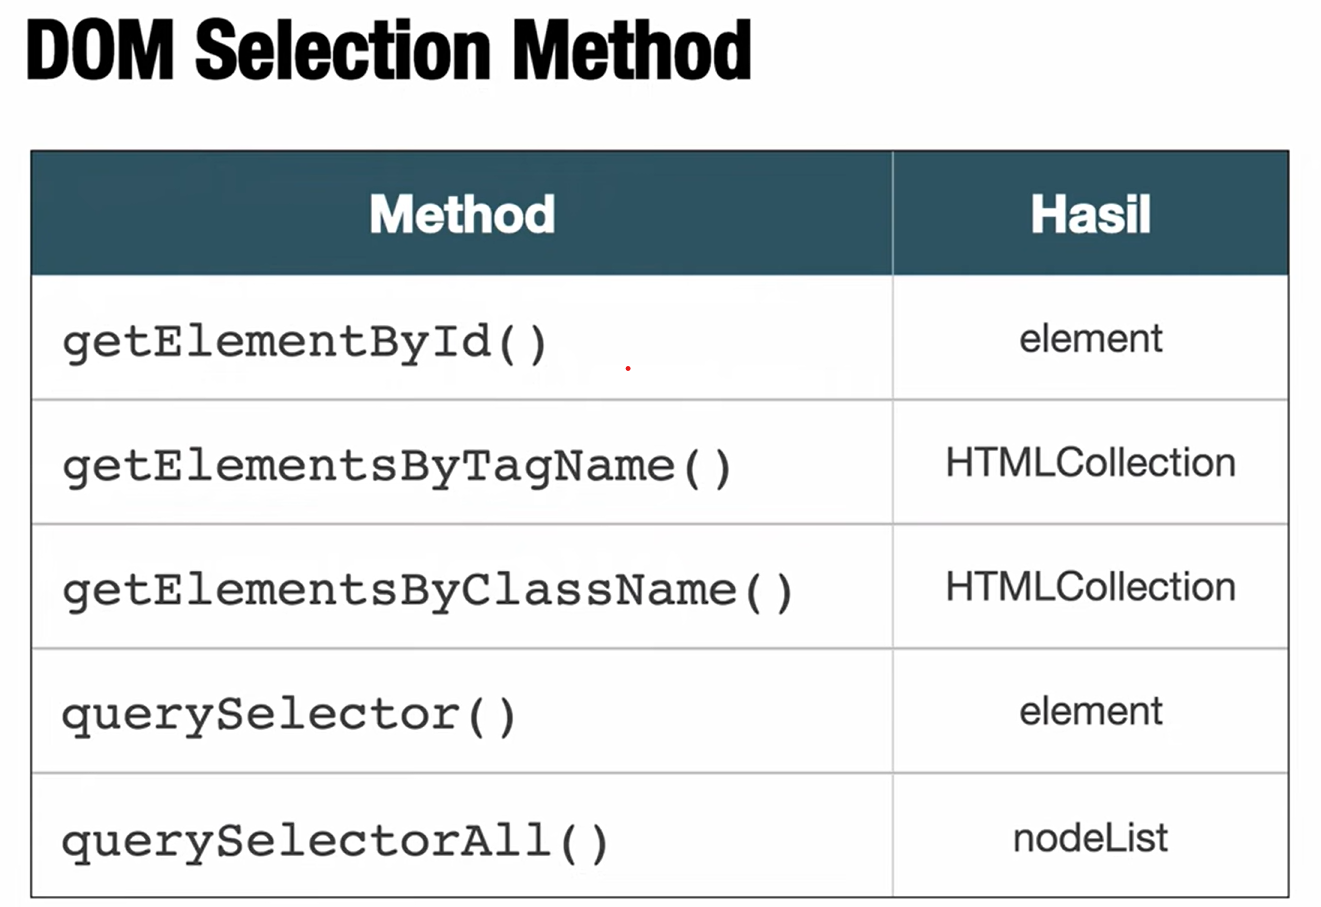 DOM Selection Method
Method Hasil
getElementById() element
getElementsByTagName() HTMLCollection
getElementsByClassName() HTMLCollection
querySelector() element
querySelectorAll() nodeList